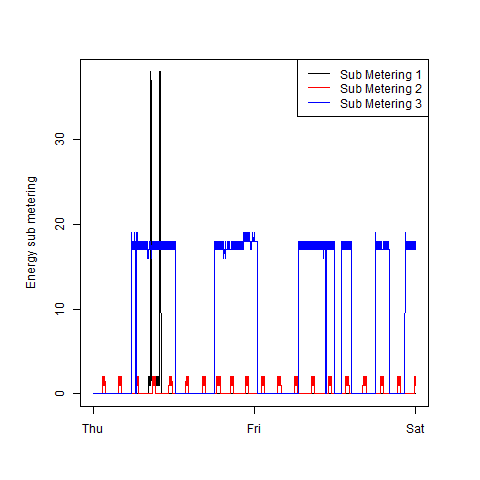 Sub Metering 1
Sub Metering 2
Sub Metering 3
Energy sub metering
30
20
10
0
Thu
Fri
Sat